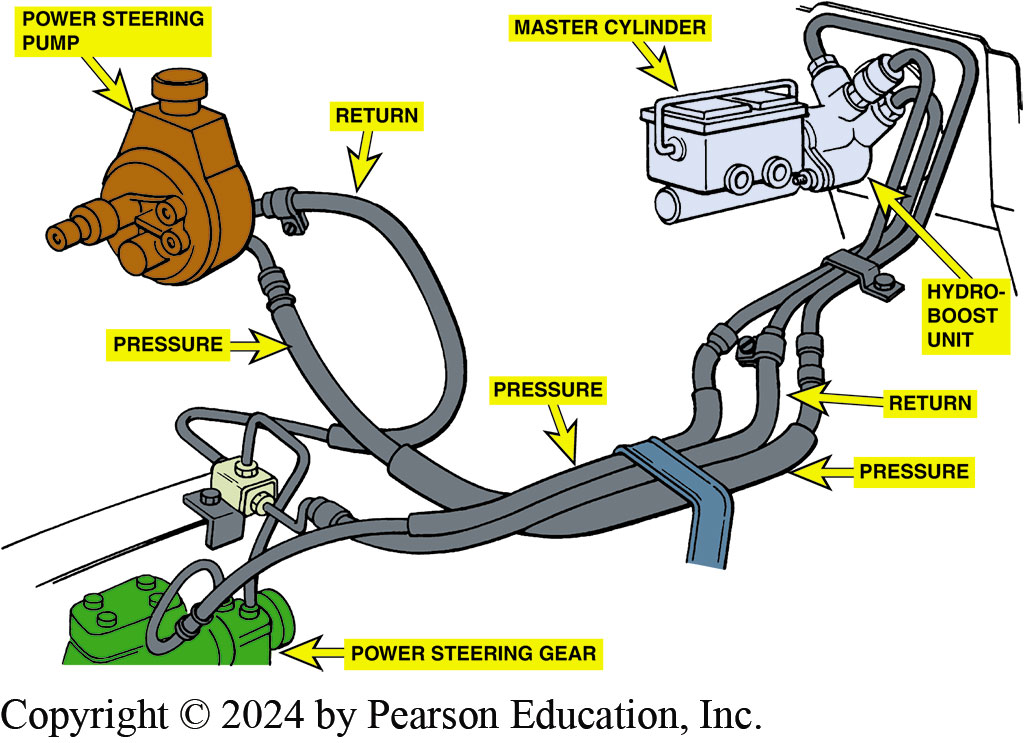 POWER STEERING
PUMP
MASTER CYLINDER
RETURN
HYDRO-
BOOST
UNIT
PRESSURE
PRESSURE
RETURN
PRESSURE
POWER STEERING GEAR
Copyright © 2024 by Pearson Education, Inc.